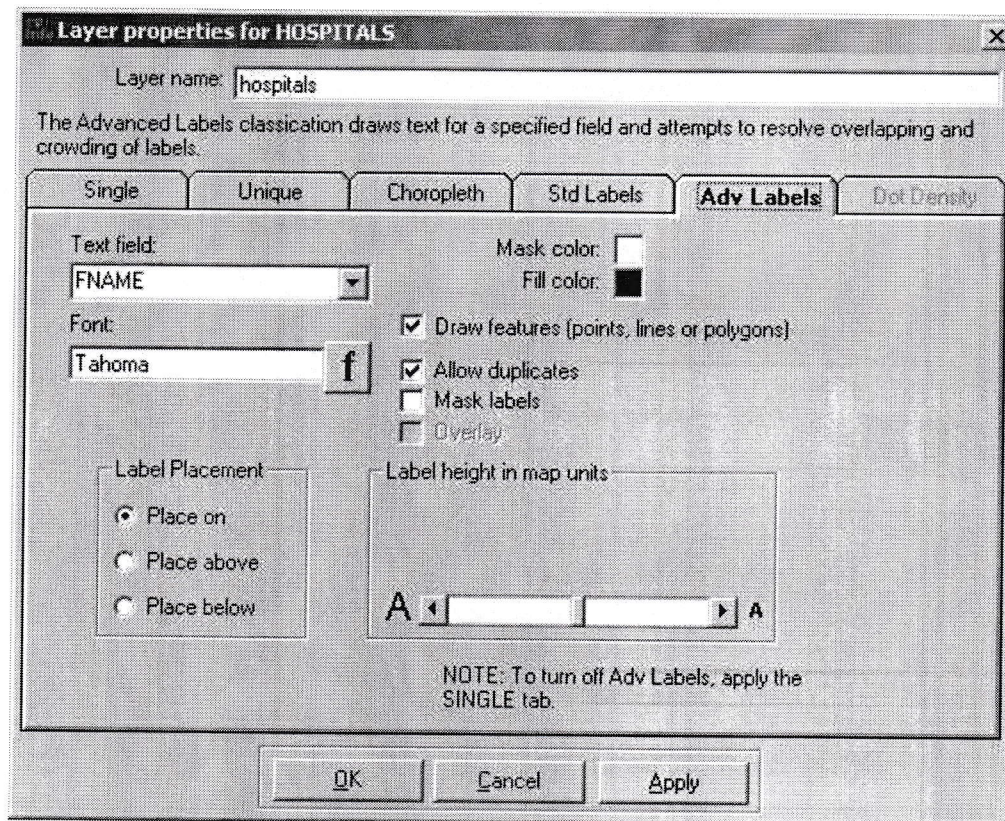 Layer properties for HOSPITALS
Layer name: hospitals
The Advanced Labels classication draws text for a specified field and attempts to resolve overlapping and
crowding of labels.
Single Unique Choropleth Std Labels Adv Labels Dot Density
Text field:
FNAME
Mask color:
Fill color:
Font:
Tahoma f
Draw features (points, lines or polygons)
Allow duplicates
Mask labels
Overlay
Label Placement
Place on
Place above
Place below
Label height in map units
A A
NOTE: To turn off Adv Labels, apply the
SINGLE tab.
OK Cancel Apply